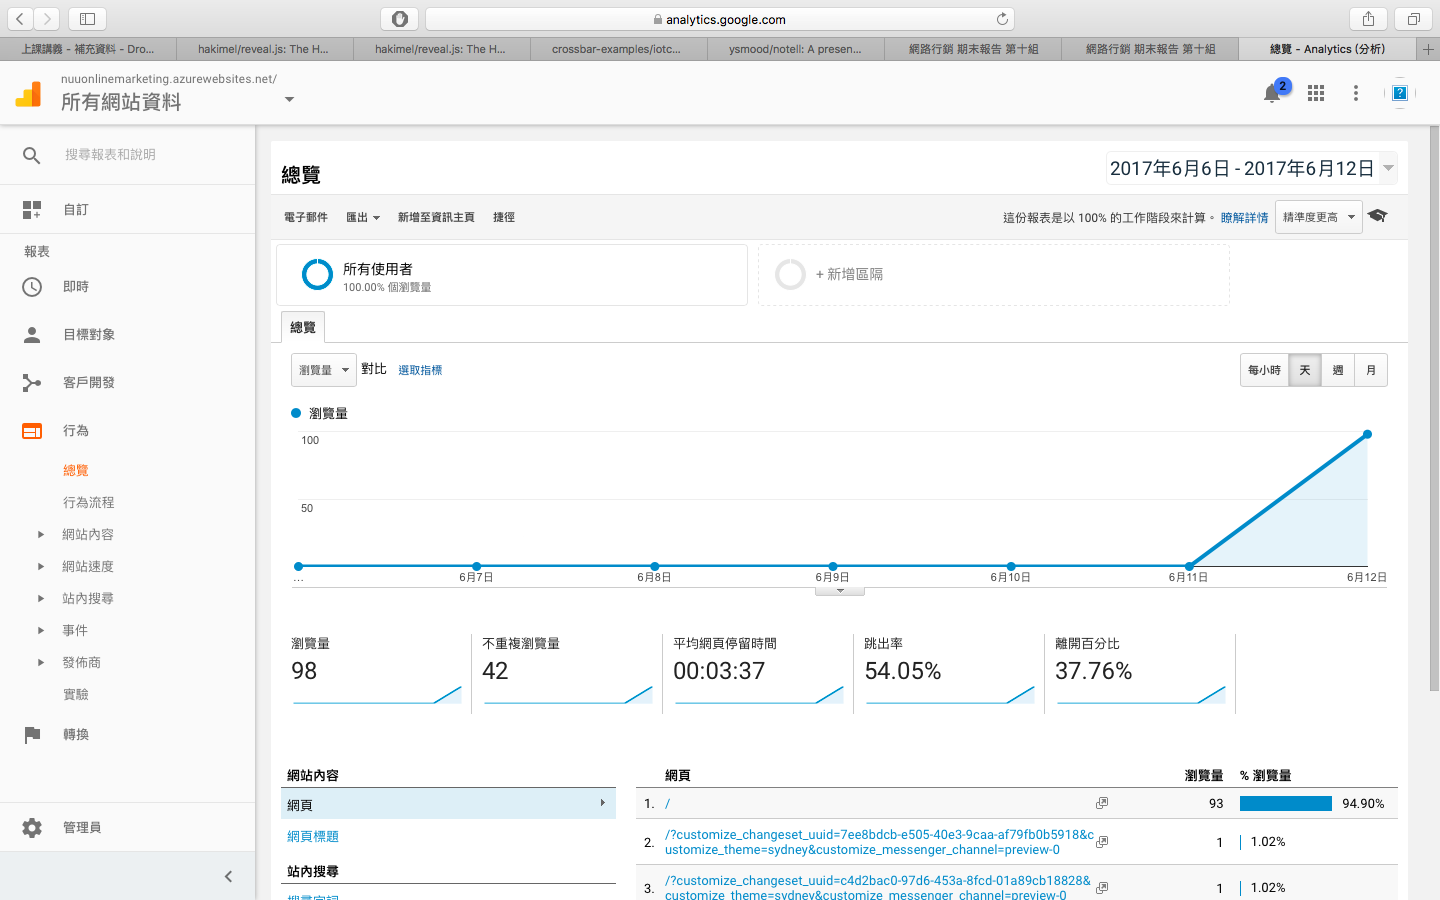 analytics.google.com
上課講義 - 補充資料 - Dro...
hakimel/reveal.js: The H...
hakimel/reveal.js: The H...
crossbar-examples/iotc...
ysmood/notell: A presen...
網路行銷 期末報告 第十組
網路行銷 期末報告 第十組
總覽 - Analytics (分析)
nuuonlinemarketing.azurewebsites.net/
所有網站資料
2
搜尋報表和說明
自訂
報表
即時
目標對象
客戶開發
行為
總覽
行為流程
網站內容
網站速度
站內搜尋
事件
發佈商
實驗
轉換
管理員
總覽
2017年6月6日 - 2017年6月12日
電子郵件 匯出 新增至資訊主頁 捷徑
這份報表是以 100% 的工作階段來計算。 瞭解詳情 精準度更高
所有使用者
100.00% 個瀏覽量
+ 新增區隔
總覽
瀏覽量 對比 選取指標
每小時 天 週 月
瀏覽量
100
50
... 6月7日 6月8日 6月9日 6月10日 6月11日 6月12日
瀏覽量
98
不重複瀏覽量
42
平均網頁停留時間
00:03:37
跳出率
54.05%
離開百分比
37.76%
網站內容
網頁
網頁標題
站內搜尋
搜尋字詞
網頁 瀏覽量 % 瀏覽量
1. / 93 94.90%
2. /?customize_changeset_uuid=7ee8bdcb-e505-40e3-9caa-af79fb0b5918&c
ustomize_theme=sydney&customize_messenger_channel=preview-0 1 1.02%
3. /?customize_changeset_uuid=c4d2bac0-97d6-453a-8fcd-01a89cb18828&
customize_theme=sydney&customize_messenger_channel=preview-0 1 1.02%